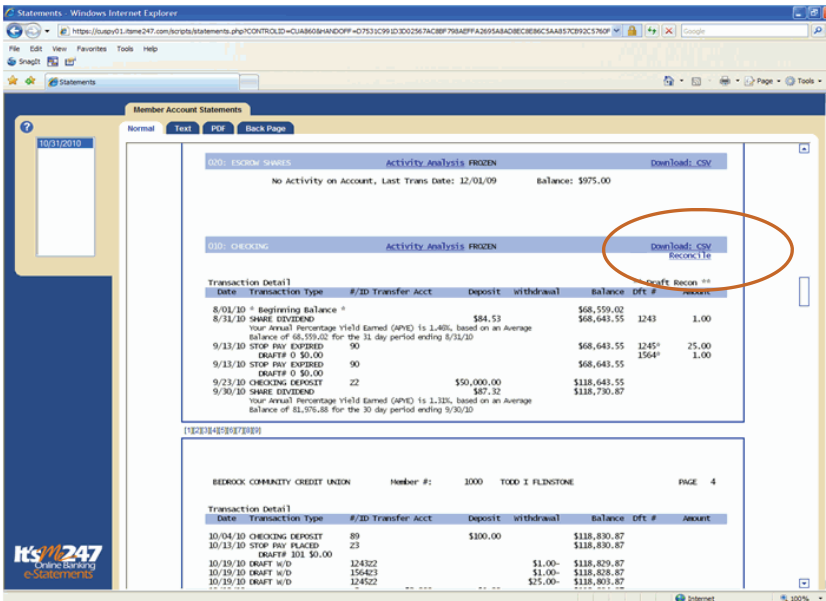 Statements - Windows Internet Explorer
Google
File Edit View Favorites Tools Help
SnagIt
Statements
Page Tools
Member Account Statements
Normal Text PDF Back Page
10/31/2010
020: ESCROW SHARES Activity Analysis FROZEN Download: CSV
No Activity on Account, Last Trans Date: 12/01/09 Balance: $975.00
010: CHECKING Activity Analysis FROZEN Download: CSV
Reconcile
Transaction Detail ** Draft Recon **
Date Transaction Type #/ID Transfer Acct Deposit Withdrawal Balance Dft # Amount
8/01/10 * Beginning Balance * $68,559.02
8/31/10 SHARE DIVIDEND $84.53 $68,643.55 1243 1.00
Your Annual Percentage Yield Earned (APYE) is 1.46%, based on an Average
Balance of 68,559.02 for the 31 day period ending 8/31/10
9/13/10 STOP PAY EXPIRED 90 $68,643.55 1245* 25.00
DRAFT# 0 $0.00 1564* 1.00
9/13/10 STOP PAY EXPIRED 90 $68,643.55
DRAFT# 0 $0.00
9/23/10 CHECKING DEPOSIT 22 $50,000.00 $118,643.55
9/30/10 SHARE DIVIDEND $87.32 $118,730.87
Your Annual Percentage Yield Earned (APYE) is 1.31%, based on an Average
Balance of 81,976.88 for the 30 day period ending 9/30/10
[1][2][3][4][5][6][7][8][9]
BEDROCK COMMUNITY CREDIT UNION Member #: 1000 TODD I FLINSTONE PAGE 4
Transaction Detail
Date Transaction Type #/ID Transfer Acct Deposit Withdrawal Balance Dft # Amount
10/04/10 CHECKING DEPOSIT 89 $100.00 $118,830.87
10/13/10 STOP PAY PLACED 23 $118,830.87
DRAFT# 101 $0.00
10/19/10 DRAFT W/D 124322 $1.00- $118,829.87
10/19/10 DRAFT W/D 156423 $1.00- $118,828.87
10/19/10 DRAFT W/D 124522 $25.00- $118,803.87
It's Me 247
Online Banking
e-Statements
Internet 100%